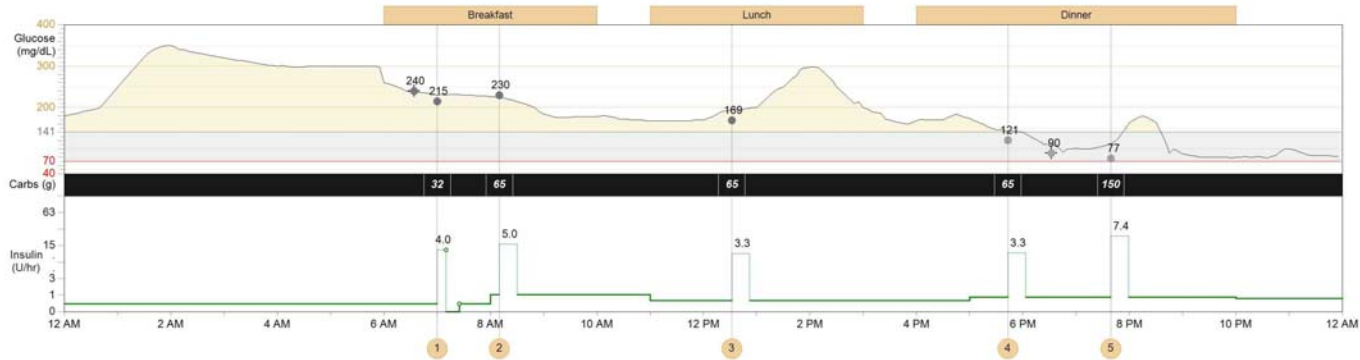 Breakfast Lunch Dinner
400
Glucose
(mg/dL)
300
200
141
70
40
240
215
230
169
121
90
77
Carbs (g) 32 65 65 65 150
63
15
Insulin
(U/hr)
3
1
0
4.0
5.0
3.3
3.3
7.4
12 AM 2 AM 4 AM 6 AM 8 AM 10 AM 12 PM 2 PM 4 PM 6 PM 8 PM 10 PM 12 AM
1 2 3 4 5